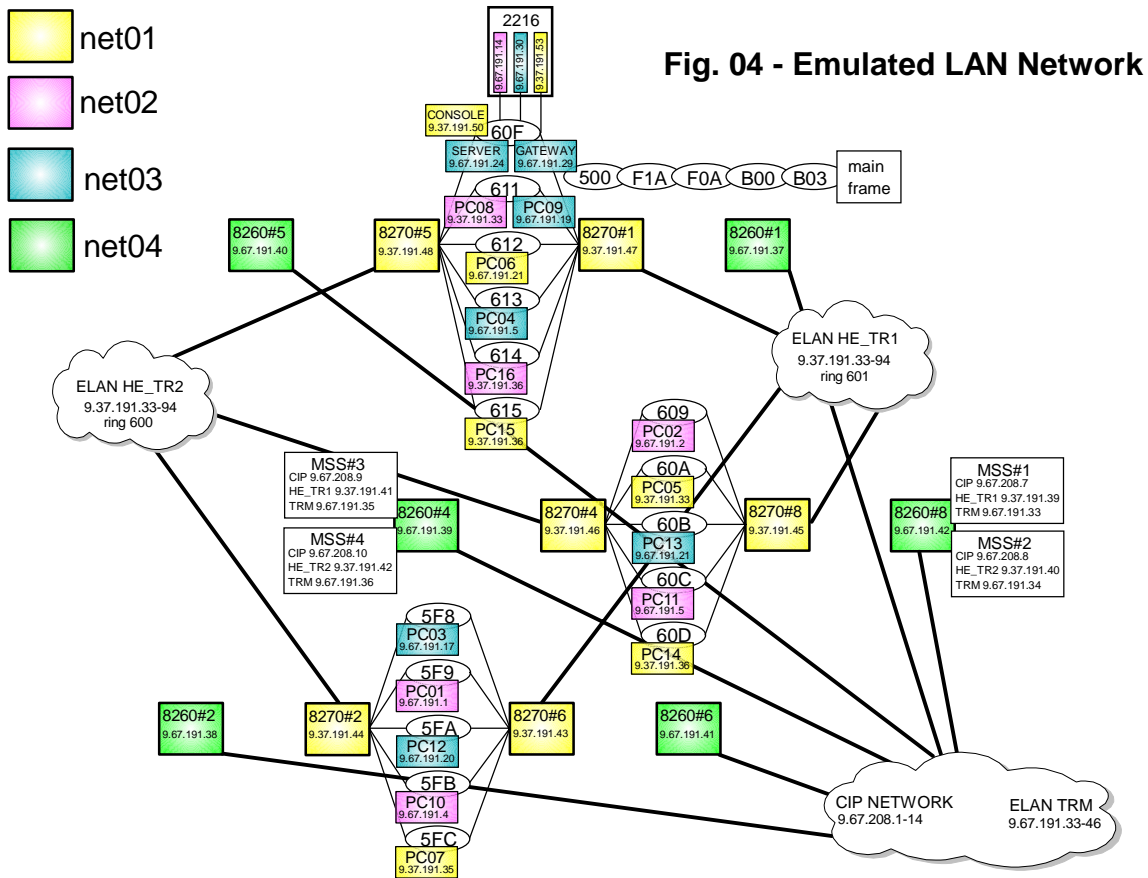 net01
net02
net03
net04
Fig. 04 - Emulated LAN Network
2216
9.67.191.14
9.67.191.30
9.37.191.53
CONSOLE
9.37.191.50
60F
SERVER
9.67.191.24
GATEWAY
9.67.191.29
500
F1A
F0A
B00
B03
main
frame
611
PC08
9.37.191.33
PC09
9.67.191.19
8260#5
9.67.191.40
8270#5
9.37.191.48
612
PC06
9.67.191.21
8270#1
9.37.191.47
8260#1
9.67.191.37
613
PC04
9.67.191.5
614
PC16
9.37.191.36
615
PC15
9.37.191.36
ELAN HE_TR1
9.37.191.33-94
ring 601
ELAN HE_TR2
9.37.191.33-94
ring 600
609
PC02
9.67.191.2
60A
PC05
9.37.191.33
60B
PC13
9.67.191.21
60C
PC11
9.67.191.5
60D
PC14
9.37.191.36
MSS#3
CIP 9.67.208.9
HE_TR1 9.37.191.41
TRM 9.67.191.35
8260#4
9.67.191.39
MSS#4
CIP 9.67.208.10
HE_TR2 9.37.191.42
TRM 9.67.191.36
8270#4
9.37.191.46
8270#8
9.37.191.45
8260#8
9.67.191.42
MSS#1
CIP 9.67.208.7
HE_TR1 9.37.191.39
TRM 9.67.191.33
MSS#2
CIP 9.67.208.8
HE_TR2 9.37.191.40
TRM 9.67.191.34
5F8
PC03
9.67.191.17
5F9
PC01
9.67.191.1
5FA
PC12
9.67.191.20
5FB
PC10
9.67.191.4
5FC
PC07
9.37.191.35
8260#2
9.67.191.38
8270#2
9.37.191.44
8270#6
9.37.191.43
8260#6
9.67.191.41
CIP NETWORK
9.67.208.1-14
ELAN TRM
9.67.191.33-46